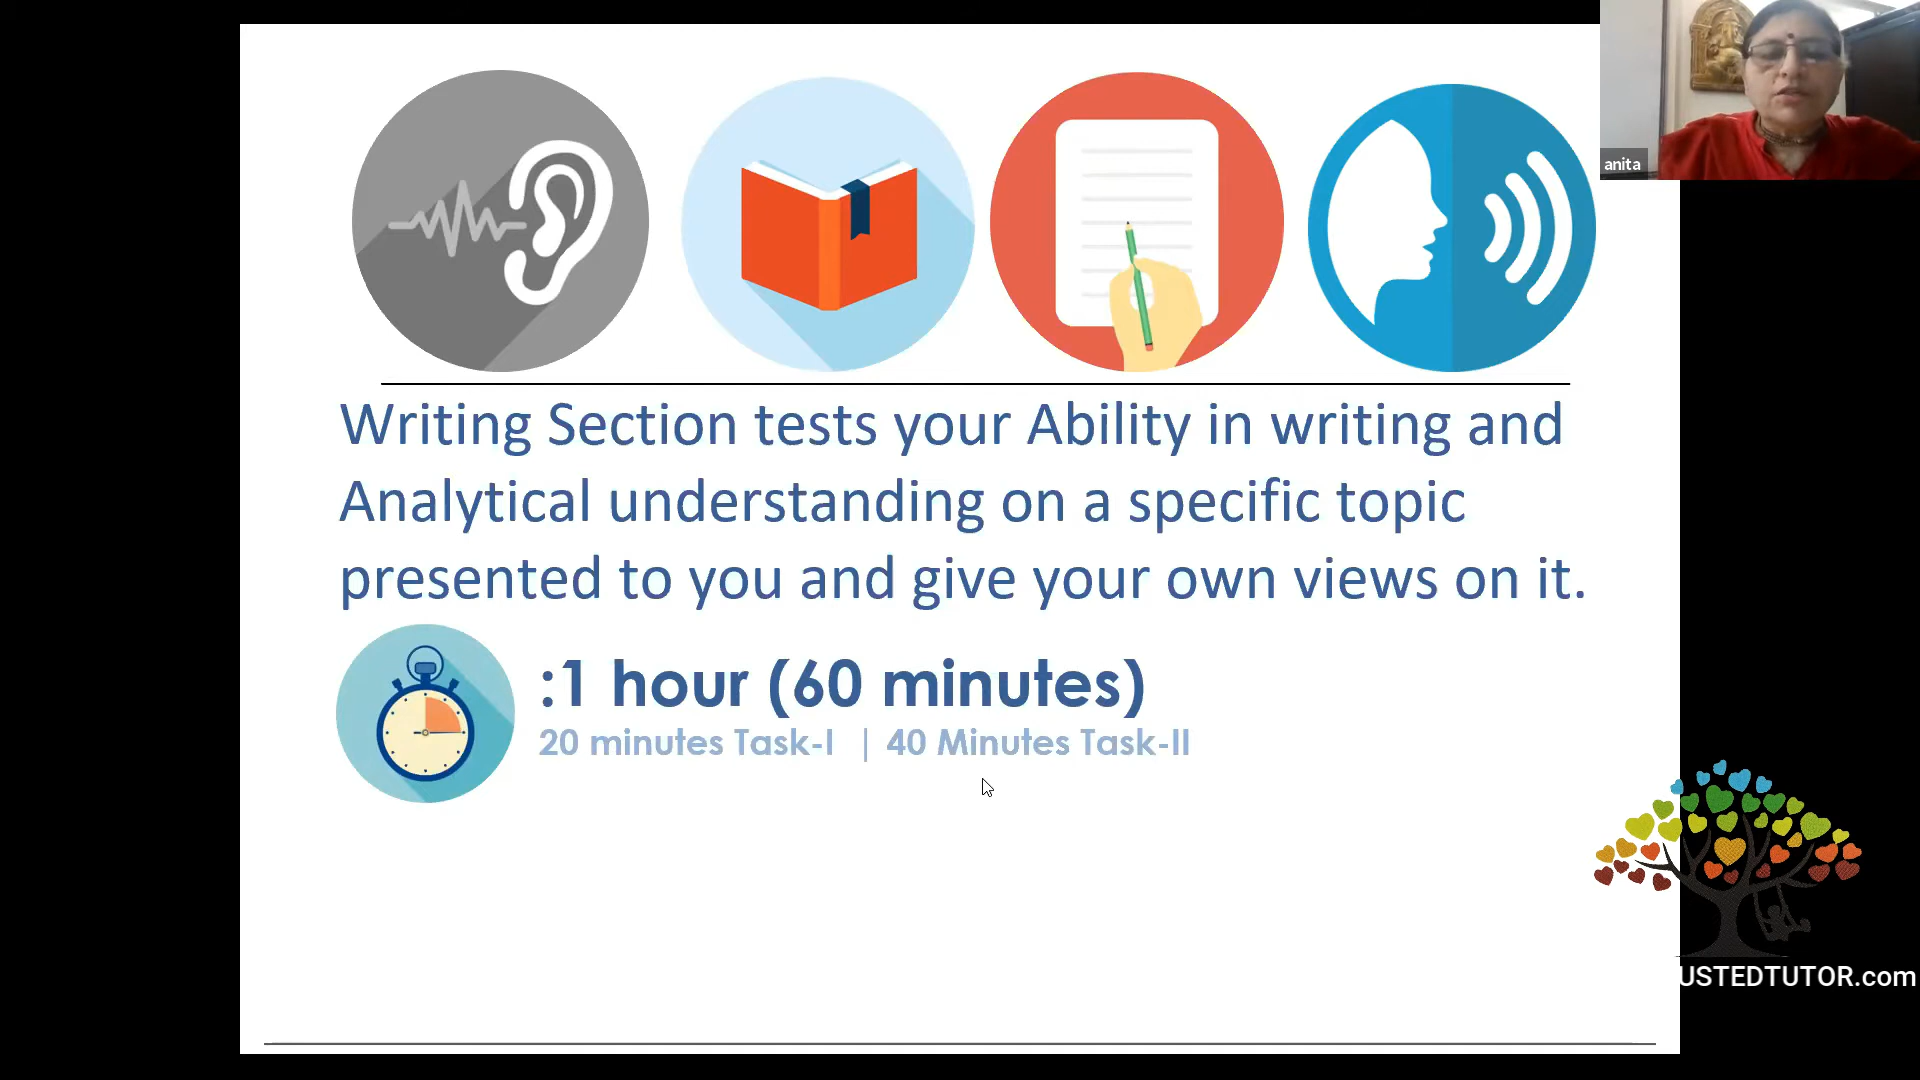 anita
Writing Section tests your Ability in writing and
Analytical understanding on a specific topic
presented to you and give your own views on it.
:1 hour (60 minutes)
20 minutes Task-I | 40 Minutes Task-II
USTEDTUTOR.com